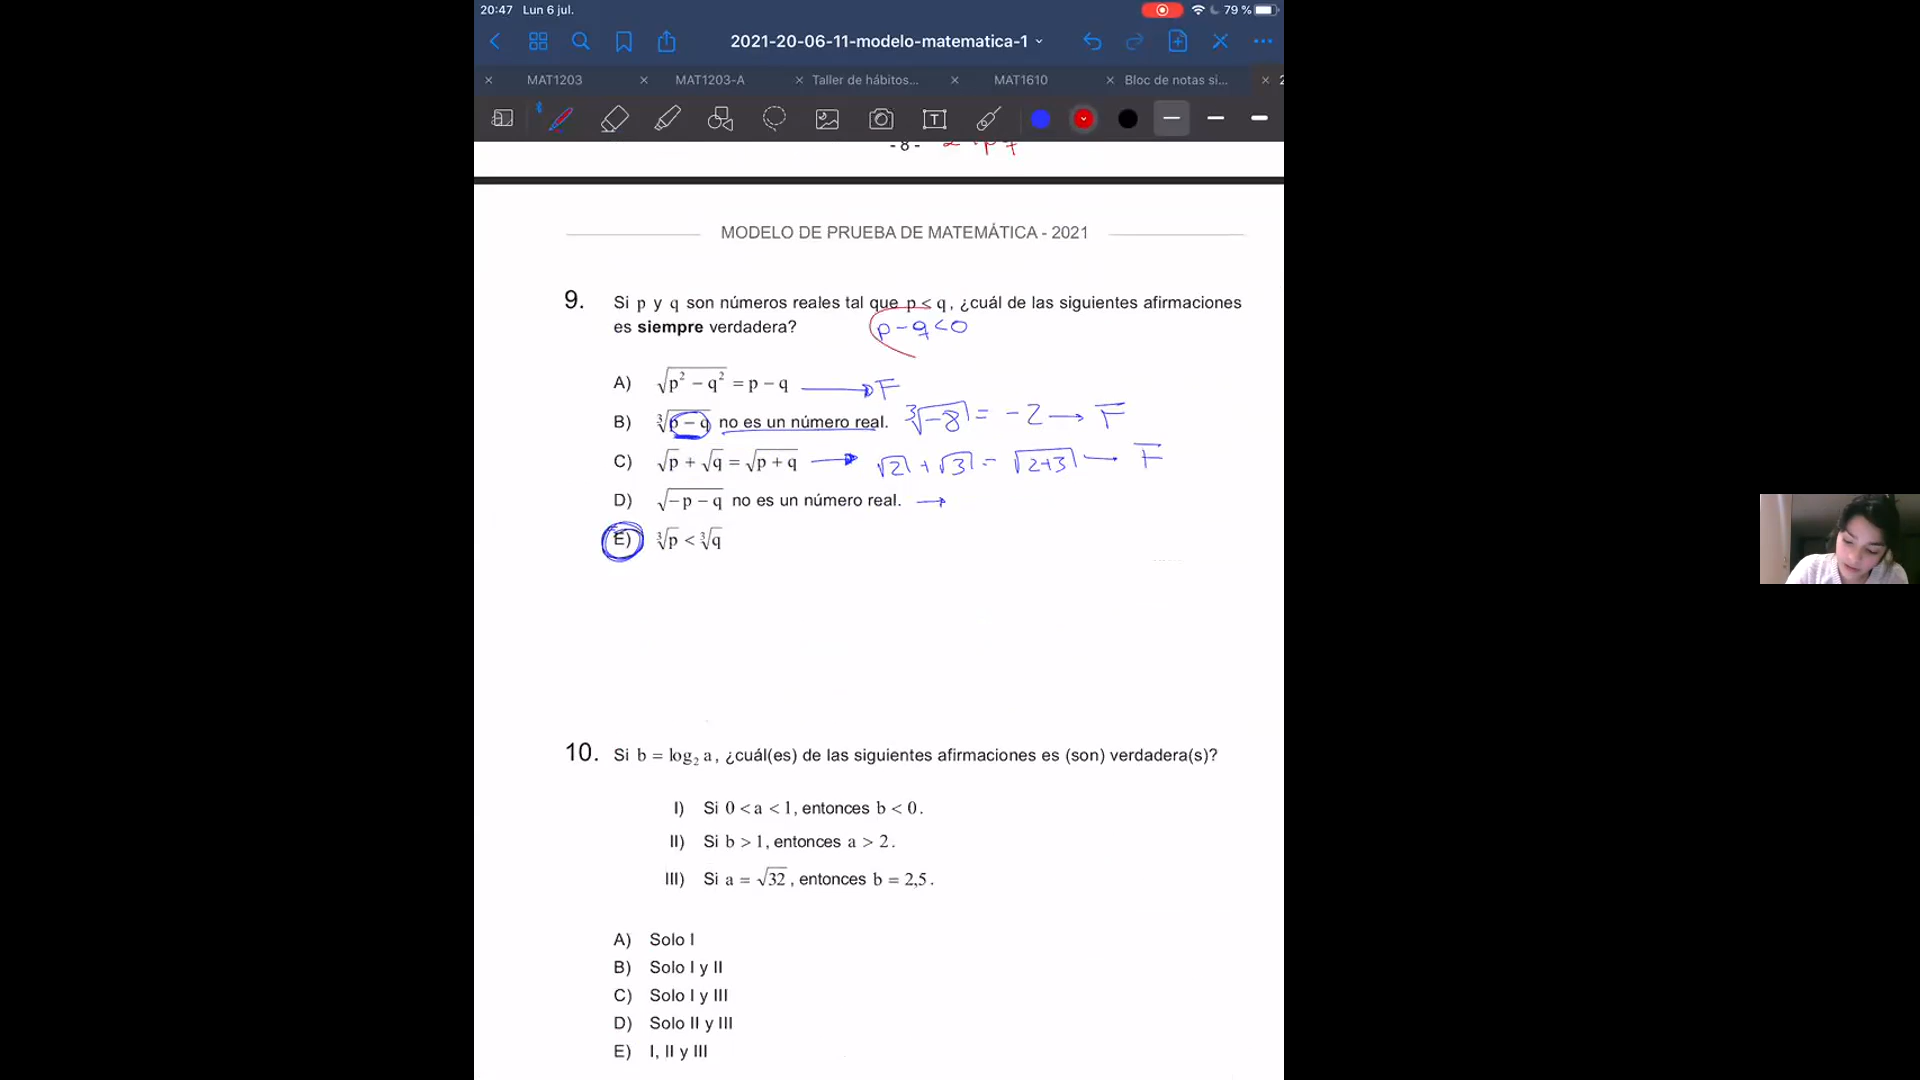 20:47 Lun 6 jul. 79 %
2021-20-06-11-modelo-matematica-1
MAT1203 MAT1203-A Taller de hábitos... MAT1610 Bloc de notas si... 2
- 8 -
MODELO DE PRUEBA DE MATEMÁTICA - 2021
9. Si p y q son números reales tal que p < q, ¿cuál de las siguientes afirmaciones
es siempre verdadera? p - q < 0
A) √(p² − q²) = p − q → F
B) ∛(p − q) no es un número real. ∛(-8) = -2 → F
C) √p + √q = √(p + q) → √2 + √3 = √(2+3) → F
D) √(−p − q) no es un número real. →
E) ∛p < ∛q
10. Si b = log₂ a, ¿cuál(es) de las siguientes afirmaciones es (son) verdadera(s)?
I) Si 0 < a < 1, entonces b < 0.
II) Si b > 1, entonces a > 2.
III) Si a = √32, entonces b = 2,5.
A) Solo I
B) Solo I y II
C) Solo I y III
D) Solo II y III
E) I, II y III